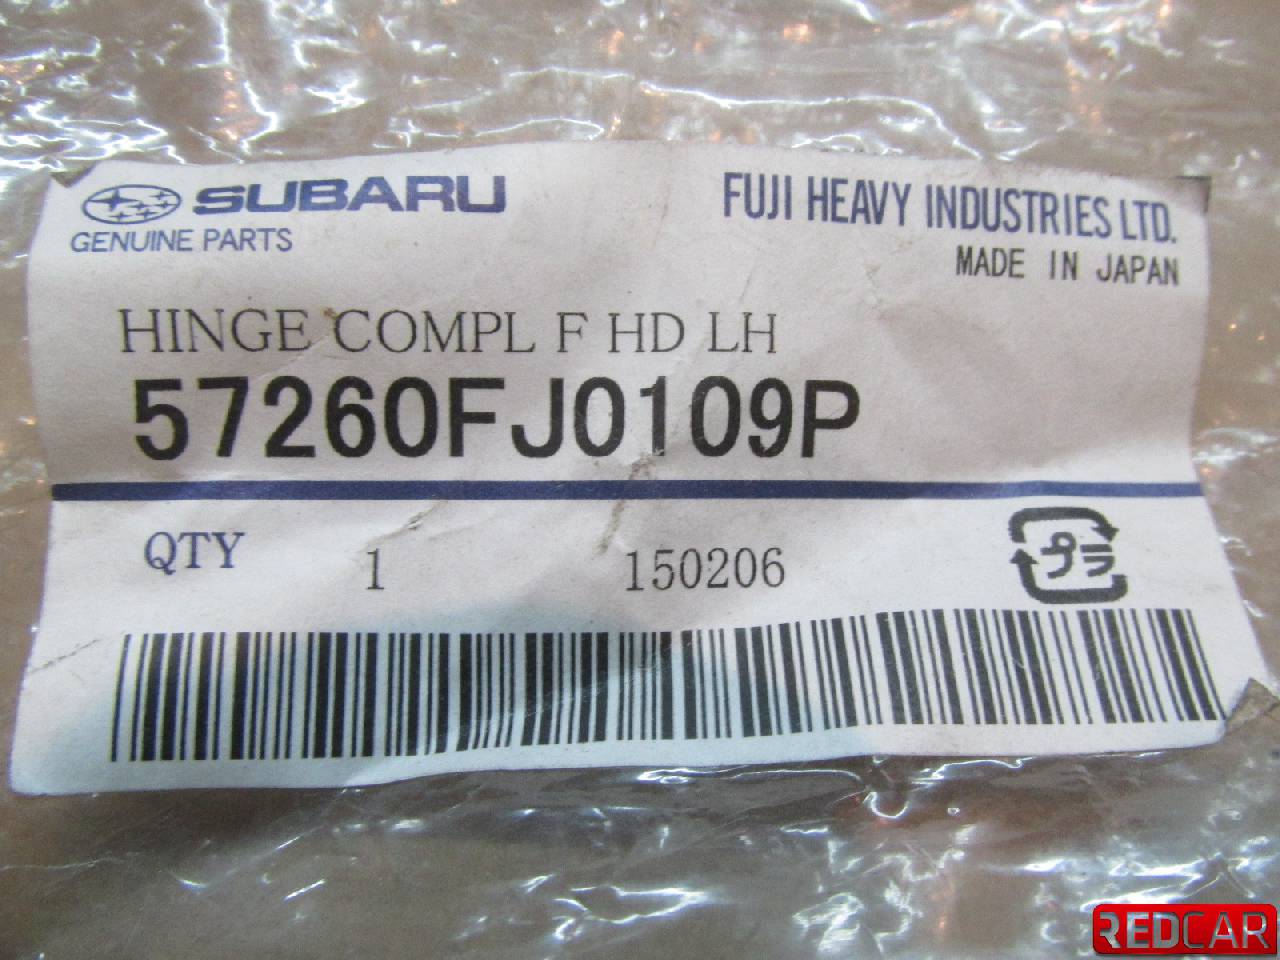 SUBARU
GENUINE PARTS
FUJI HEAVY INDUSTRIES LTD.
MADE IN JAPAN
HINGE COMPL F HD LH
57260FJ0109P
QTY 1 150206
プラ
REDCAR